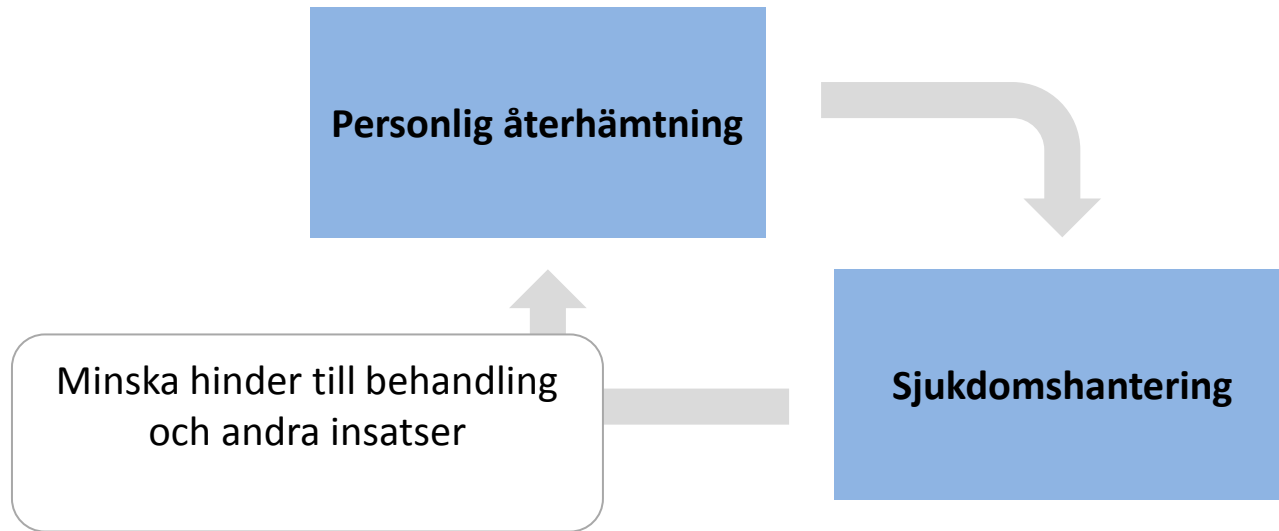 Personlig återhämtning
Sjukdomshantering
Minska hinder till behandling
och andra insatser